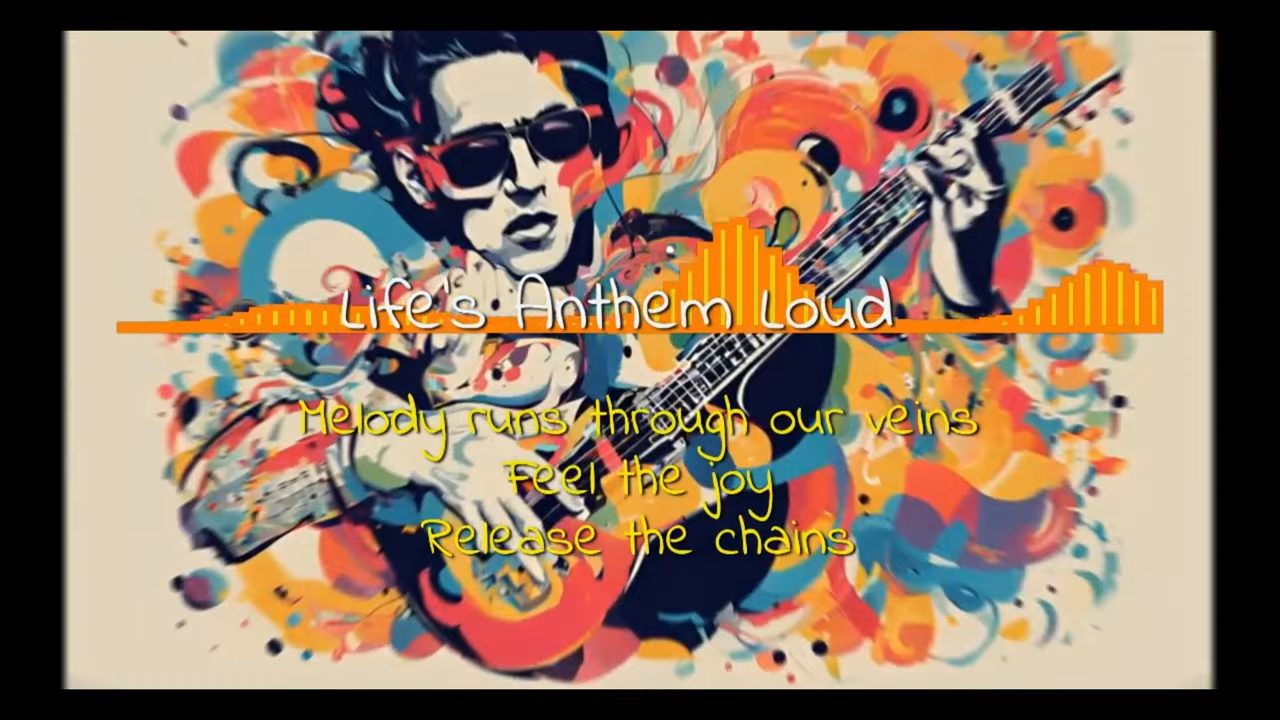 Life's Anthem Loud
Melody runs through our veins
Feel the joy
Release the chains